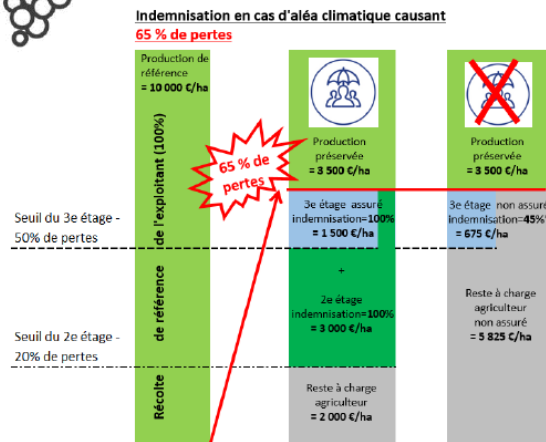 Indemnisation en cas d'aléa climatique causant
65 % de pertes
Production de
référence
= 10 000 €/ha
Récolte de référence de l'exploitant (100%)
65 % de
pertes
Seuil du 3e étage -
50% de pertes
Seuil du 2e étage -
20% de pertes
Production
préservée
= 3 500 €/ha
3e étage assuré
indemnisation=100%
= 1 500 €/ha
+
2e étage
indemnisation=100%
= 3 000 €/ha
Reste à charge
agriculteur
= 2 000 €/ha
Production
préservée
= 3 500 €/ha
3e étage non assuré
indemnisation=45%
= 675 €/ha
Reste à charge
agriculteur
non assuré
= 5 825 €/ha